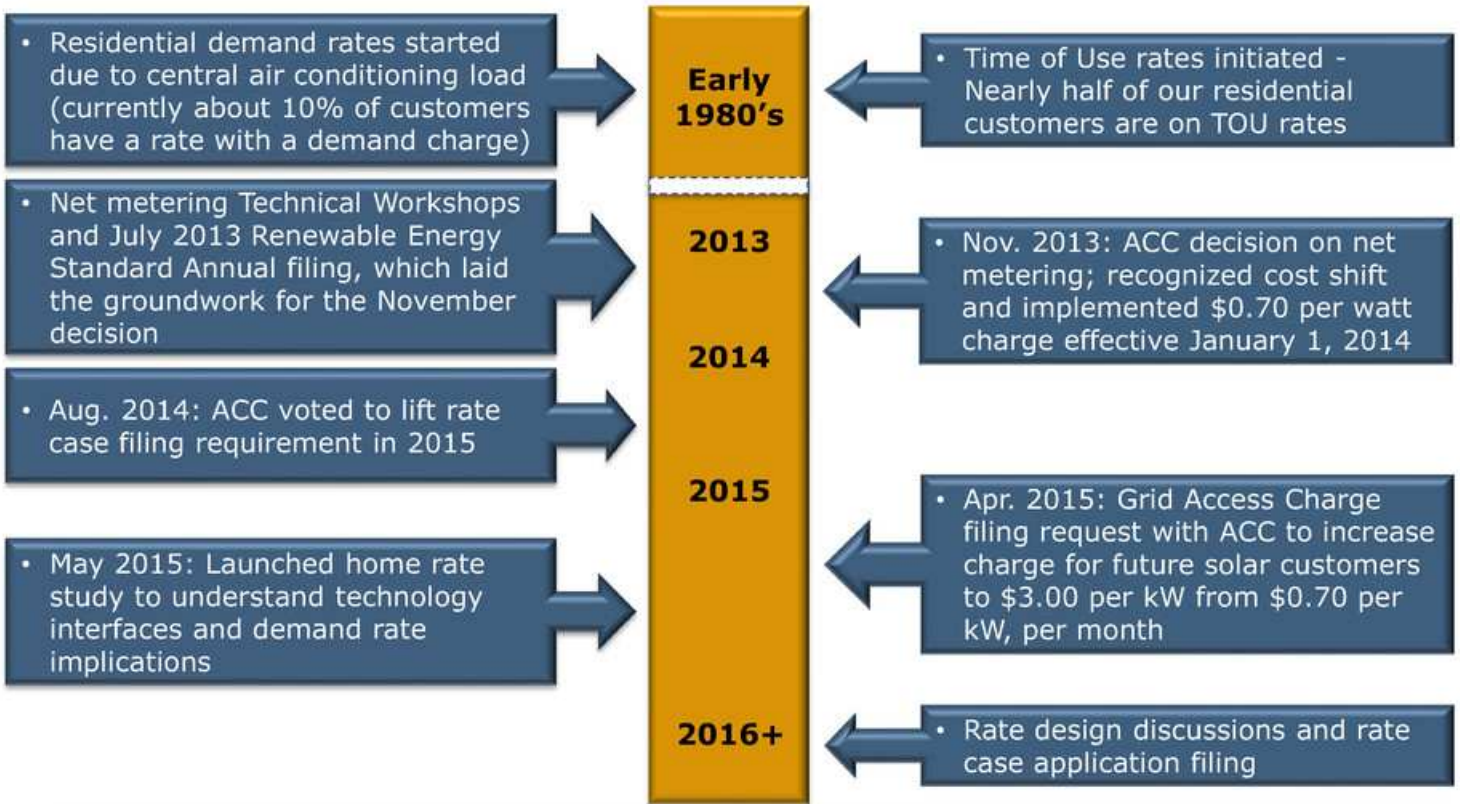 • Residential demand rates started
due to central air conditioning load
(currently about 10% of customers
have a rate with a demand charge)
Early
1980's
• Time of Use rates initiated -
Nearly half of our residential
customers are on TOU rates
• Net metering Technical Workshops
and July 2013 Renewable Energy
Standard Annual filing, which laid
the groundwork for the November
decision
2013
• Nov. 2013: ACC decision on net
metering; recognized cost shift
and implemented $0.70 per watt
charge effective January 1, 2014
2014
• Aug. 2014: ACC voted to lift rate
case filing requirement in 2015
2015
• Apr. 2015: Grid Access Charge
filing request with ACC to increase
charge for future solar customers
to $3.00 per kW from $0.70 per
kW, per month
• May 2015: Launched home rate
study to understand technology
interfaces and demand rate
implications
2016+
• Rate design discussions and rate
case application filing